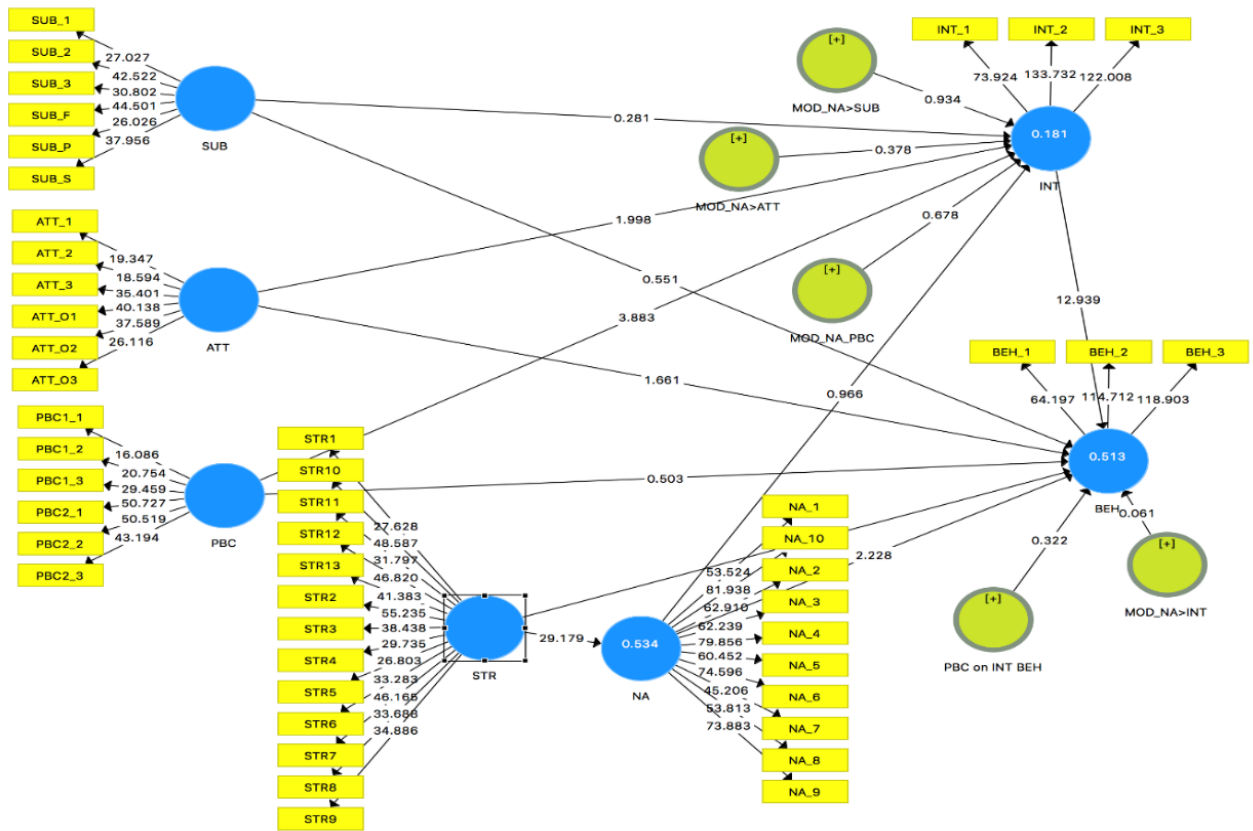 SUB_1
SUB_2
SUB_3
SUB_F
SUB_P
SUB_S
27.027
42.522
30.802
44.501
26.026
37.956
SUB
ATT_1
ATT_2
ATT_3
ATT_O1
ATT_O2
ATT_O3
19.347
18.594
35.401
40.138
37.589
26.116
ATT
PBC1_1
PBC1_2
PBC1_3
PBC2_1
PBC2_2
PBC2_3
16.086
20.754
29.459
50.727
50.519
43.194
PBC
STR1
STR10
STR11
STR12
STR13
STR2
STR3
STR4
STR5
STR6
STR7
STR8
STR9
27.628
48.587
31.797
46.820
41.383
55.235
38.438
29.735
26.803
33.283
46.168
33.688
34.886
STR
29.179
0.534
NA
53.524
81.938
62.910
62.239
79.856
60.452
74.596
45.206
53.813
73.883
NA_1
NA_10
NA_2
NA_3
NA_4
NA_5
NA_6
NA_7
NA_8
NA_9
0.281
1.998
3.883
0.551
1.661
0.503
0.966
2.228
[+]
MOD_NA>SUB
0.934
[+]
MOD_NA>ATT
0.378
[+]
MOD_NA_PBC
0.678
INT_1
INT_2
INT_3
73.924
133.732
122.008
0.181
INT
12.939
BEH_1
BEH_2
BEH_3
64.197
114.712
118.903
0.513
BEH
0.061
0.322
[+]
MOD_NA>INT
[+]
PBC on INT BEH